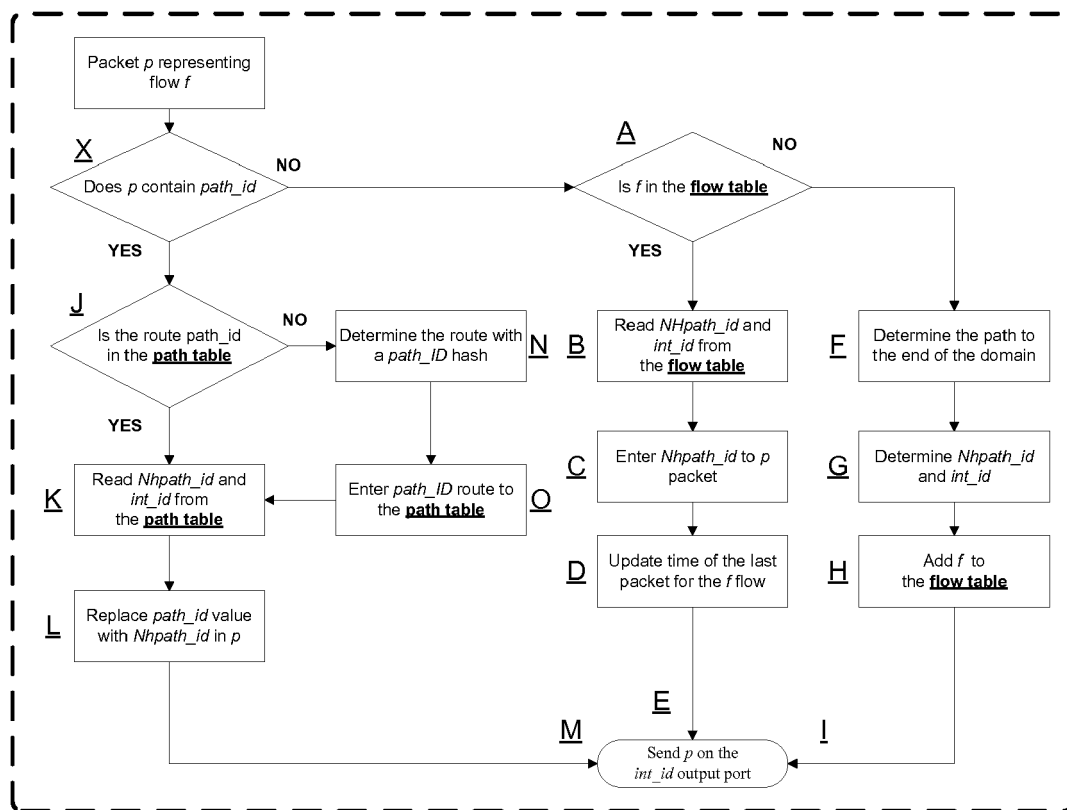 Packet p representing
flow f
X
Does p contain path_id
NO
YES
A
Is f in the flow table
NO
YES
J
Is the route path_id
in the path table
NO
YES
Determine the route with
a path_ID hash
N
B
Read NHpath_id and
int_id from
the flow table
F
Determine the path to
the end of the domain
K
Read Nhpath_id and
int_id from
the path table
Enter path_ID route to
the path table
O
C
Enter Nhpath_id to p
packet
G
Determine Nhpath_id
and int_id
L
Replace path_id value
with Nhpath_id in p
D
Update time of the last
packet for the f flow
H
Add f to
the flow table
M
E
I
Send p on the
int_id output port